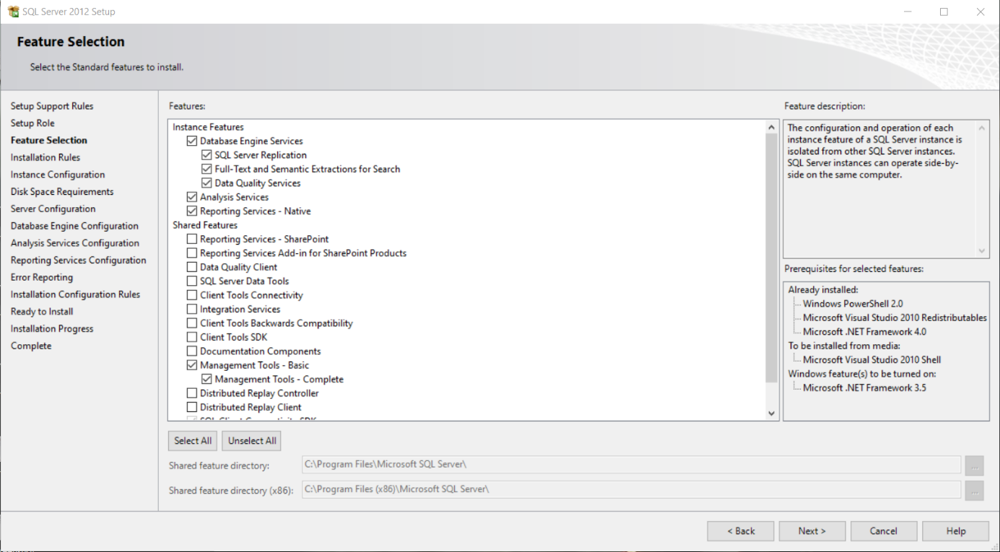 SQL Server 2012 Setup
Feature Selection
Select the Standard features to install.
Setup Support Rules
Setup Role
Feature Selection
Installation Rules
Instance Configuration
Disk Space Requirements
Server Configuration
Database Engine Configuration
Analysis Services Configuration
Reporting Services Configuration
Error Reporting
Installation Configuration Rules
Ready to Install
Installation Progress
Complete
Features:
Instance Features
Database Engine Services
SQL Server Replication
Full-Text and Semantic Extractions for Search
Data Quality Services
Analysis Services
Reporting Services - Native
Shared Features
Reporting Services - SharePoint
Reporting Services Add-in for SharePoint Products
Data Quality Client
SQL Server Data Tools
Client Tools Connectivity
Integration Services
Client Tools Backwards Compatibility
Client Tools SDK
Documentation Components
Management Tools - Basic
Management Tools - Complete
Distributed Replay Controller
Distributed Replay Client
SQL Client Connectivity SDK
Select All
Unselect All
Shared feature directory:
C:\Program Files\Microsoft SQL Server\
...
Shared feature directory (x86):
C:\Program Files (x86)\Microsoft SQL Server\
...
Feature description:
The configuration and operation of each
instance feature of a SQL Server instance is
isolated from other SQL Server instances.
SQL Server instances can operate side-by-
side on the same computer.
Prerequisites for selected features:
Already installed:
Windows PowerShell 2.0
Microsoft Visual Studio 2010 Redistributables
Microsoft .NET Framework 4.0
To be installed from media:
Microsoft Visual Studio 2010 Shell
Windows feature(s) to be turned on:
Microsoft .NET Framework 3.5
< Back
Next >
Cancel
Help